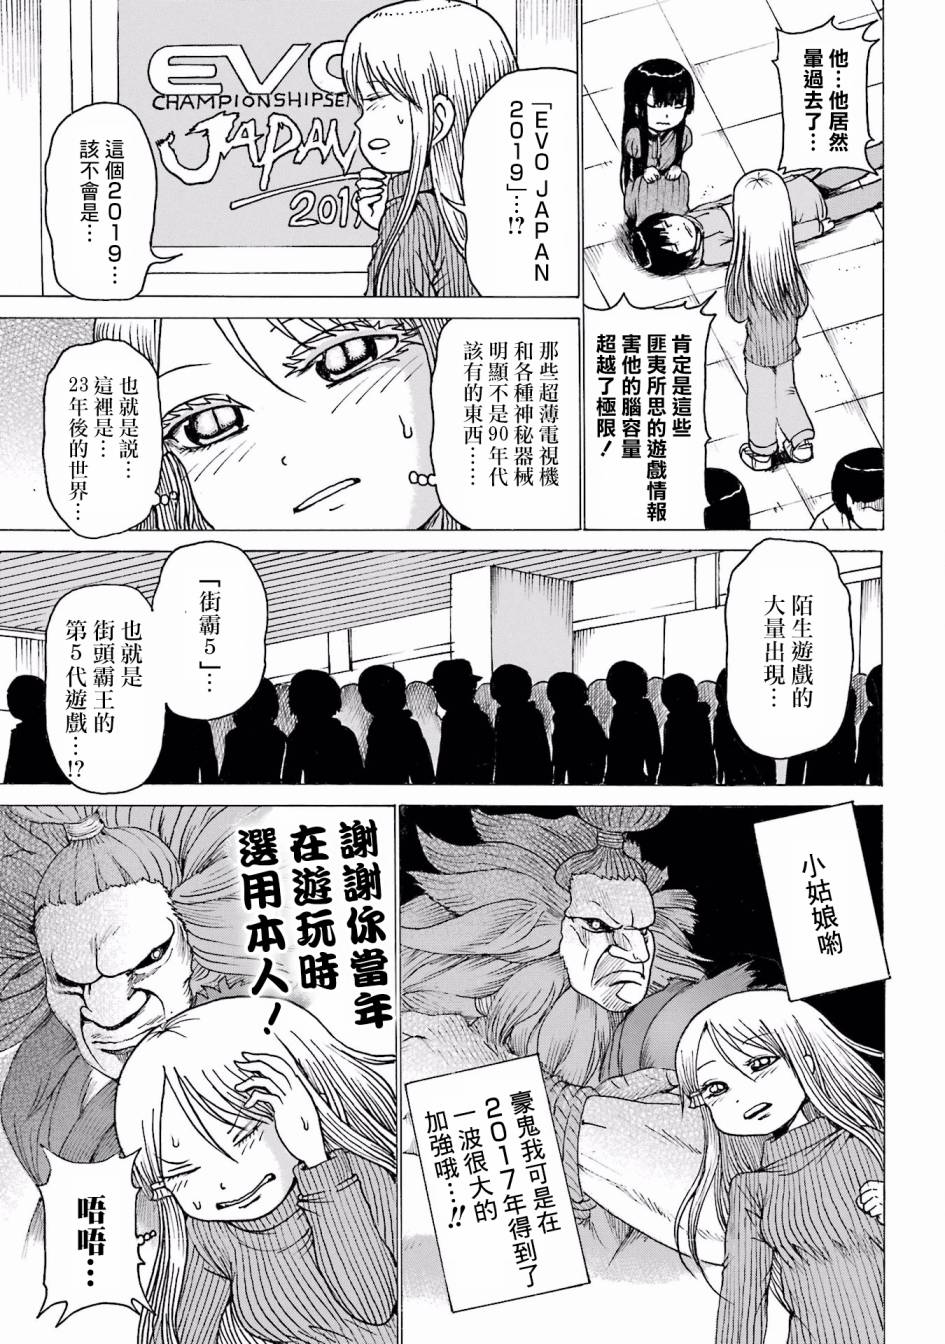 他…他居然
暈過去了…
肯定是這些
匪夷所思的遊戲情報
害他的腦容量
超越了極限！
「EVO JAPAN
2019」…!?
EVO
CHAMPIONSHIPSE
JAPAN
201
這個2019…
該不會是…
那些超薄電視機
和各種神秘器械
明顯不是90年代
該有的東西……
也就是說…
這裡是…
23年後的世界…
陌生遊戲的
大量出現…
「街霸5」…
也就是
街頭霸王的
第5代遊戲…!?
小姑娘喲
豪鬼我可是在
2017年得到了
一波很大的
加強哦…!!
謝謝你當年
在遊玩時
選用本人！
唔唔…